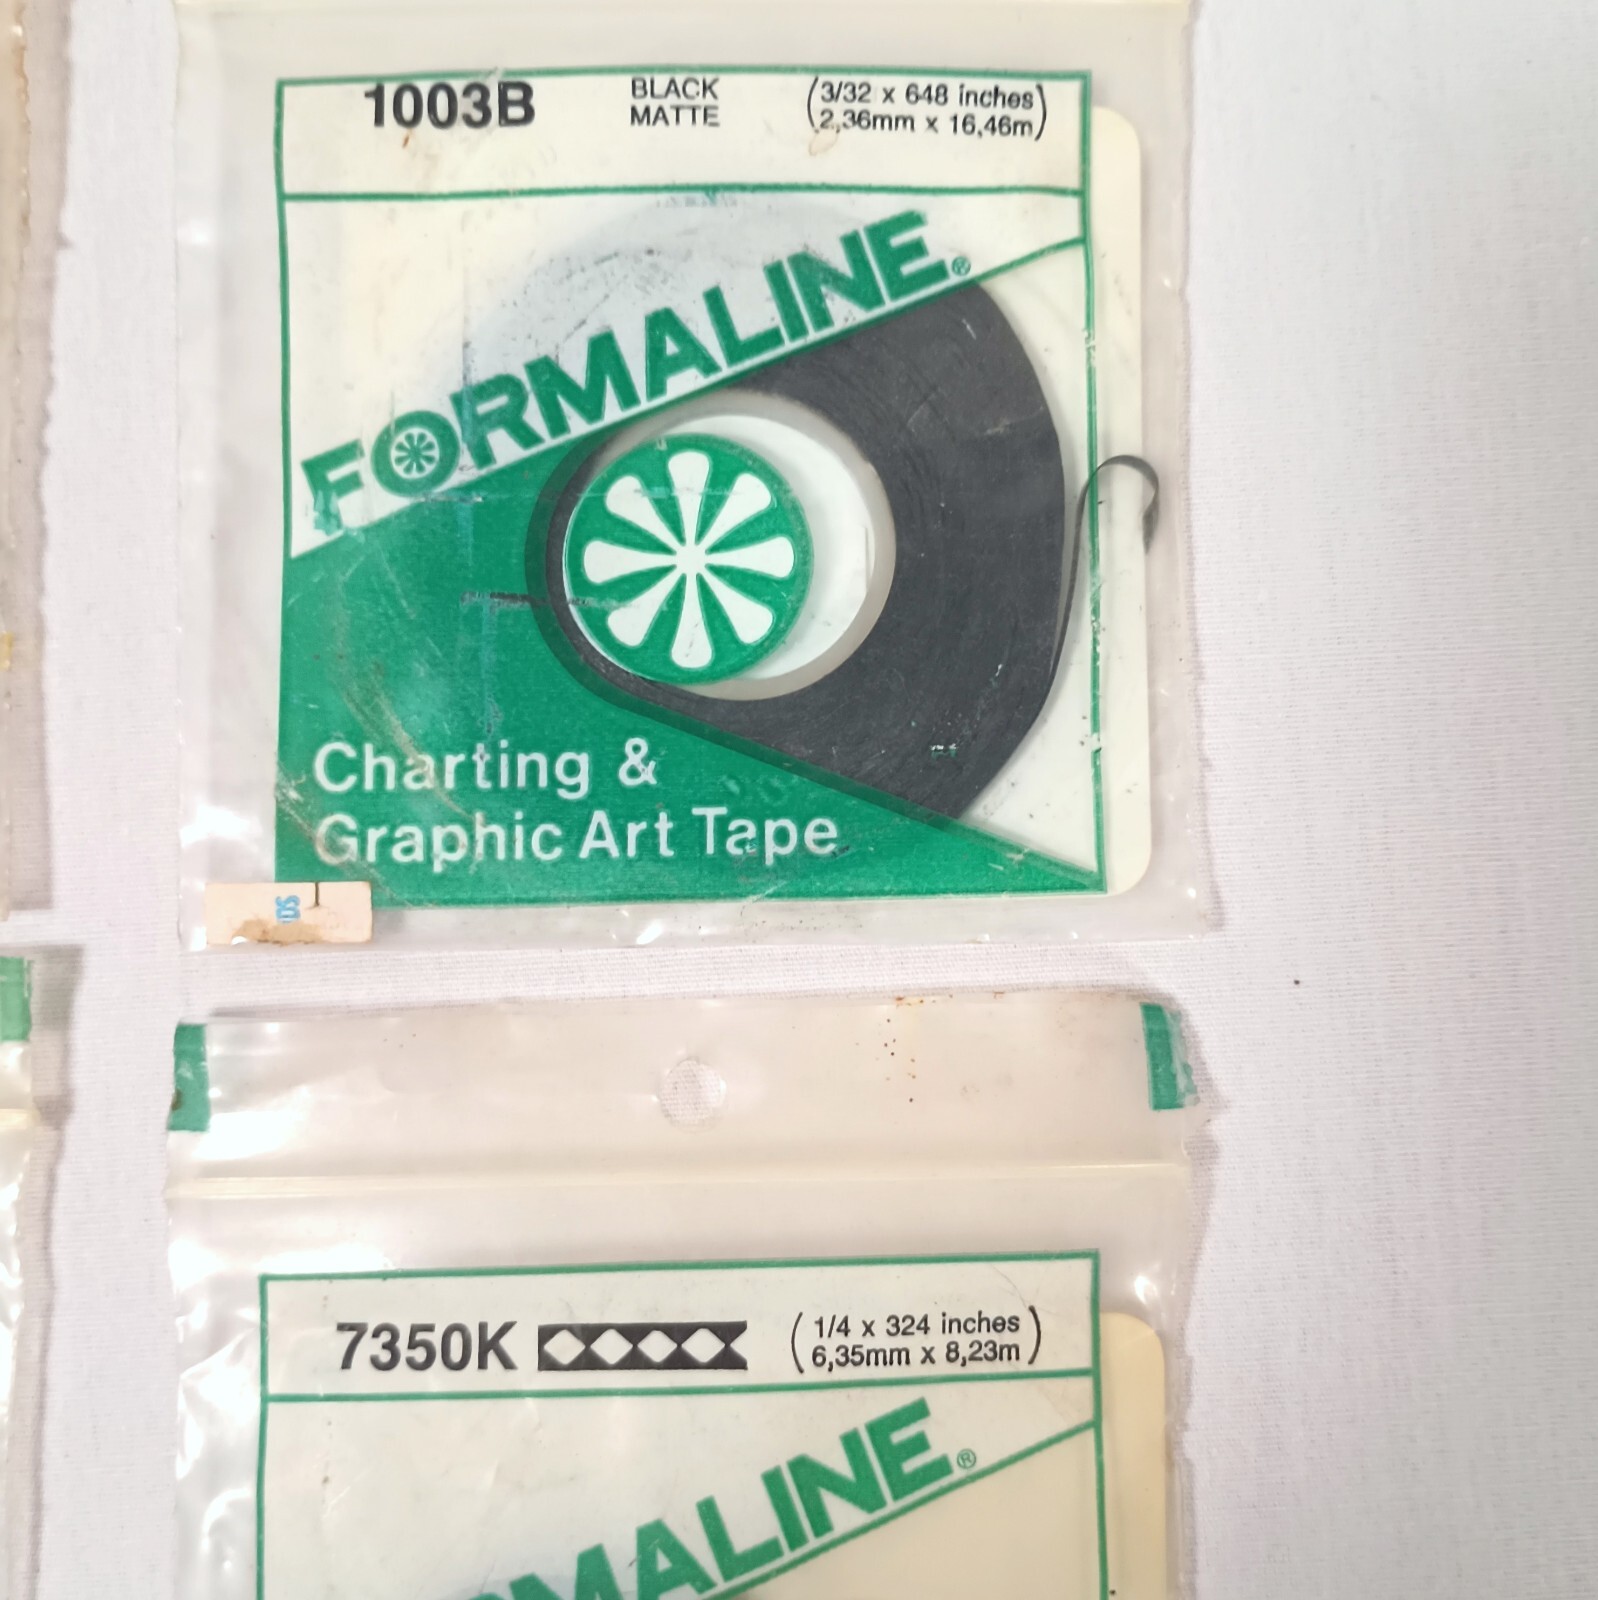 1003B BLACK MATTE (3/32 x 648 inches)
(2,36mm x 16,46m)
FORMALINE®
Charting &
Graphic Art Tape
7350K (1/4 x 324 inches)
(6,35mm x 8,23m)
MALINE®